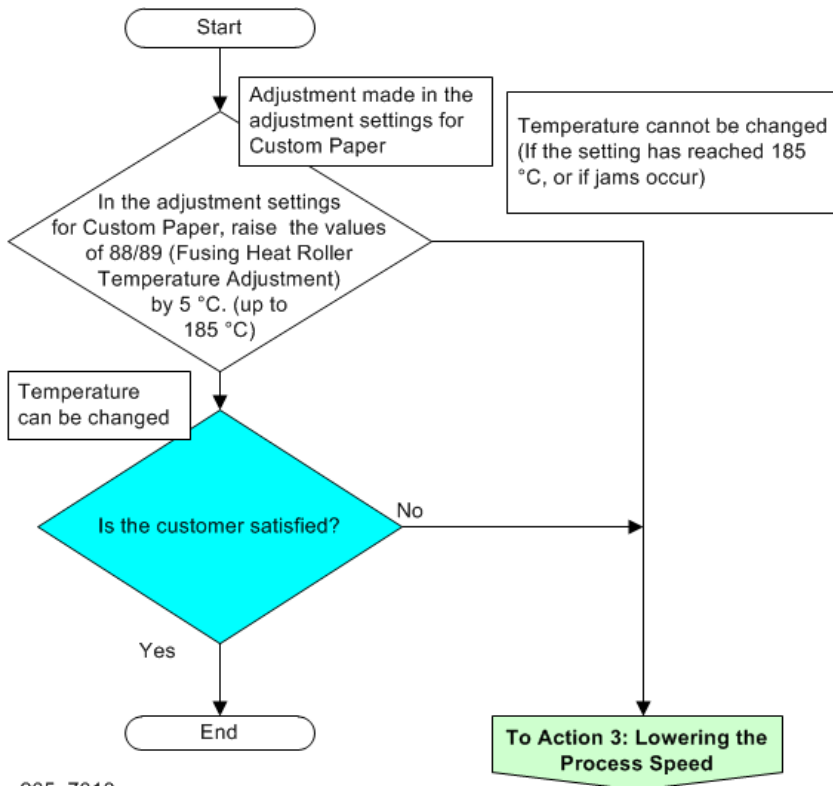 Start
Adjustment made in the
adjustment settings for
Custom Paper
Temperature cannot be changed
(If the setting has reached 185
°C, or if jams occur)
In the adjustment settings
for Custom Paper, raise the values
of 88/89 (Fusing Heat Roller
Temperature Adjustment)
by 5 °C. (up to
185 °C)
Temperature
can be changed
Is the customer satisfied?
No
Yes
End
To Action 3: Lowering the
Process Speed